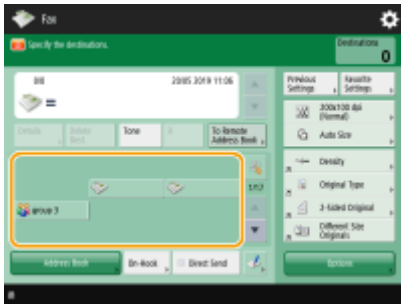 Fax
Specify the destinations.
Destinations
0
20/05 2019 11:06
Previous Settings
Favorite Settings
200x100 dpi
(Normal)
Details
Delete Dest.
Tone
R
To Remote Address Book
Auto Size
Density
1/17
Original Type
group 3
2-Sided Original
Different Size Originals
Address Book
On-Hook
Direct Send
Options